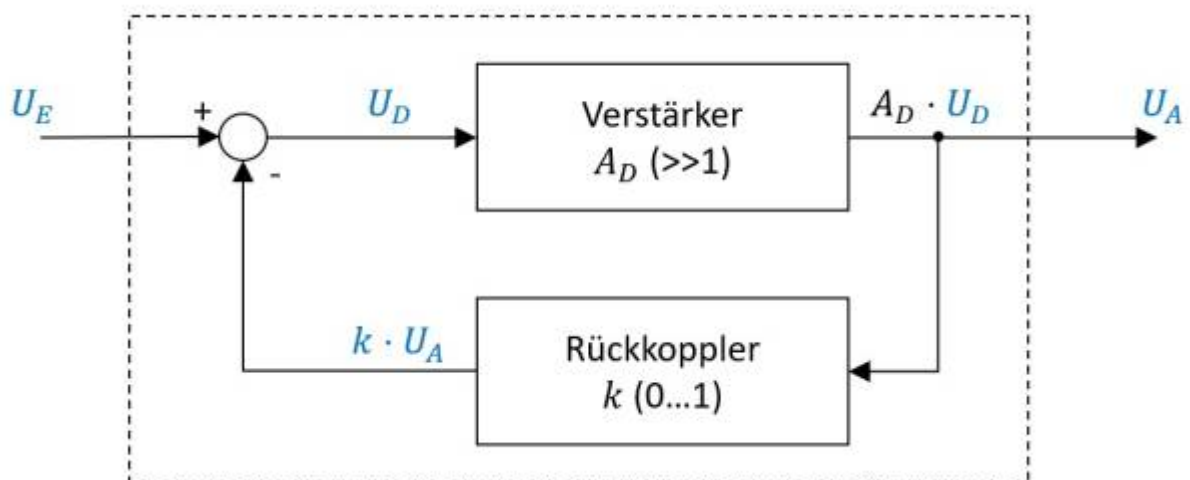 U_E
+
U_D
Verstärker
A_D (>>1)
A_D · U_D
U_A
-
k · U_A
Rückkoppler
k (0...1)